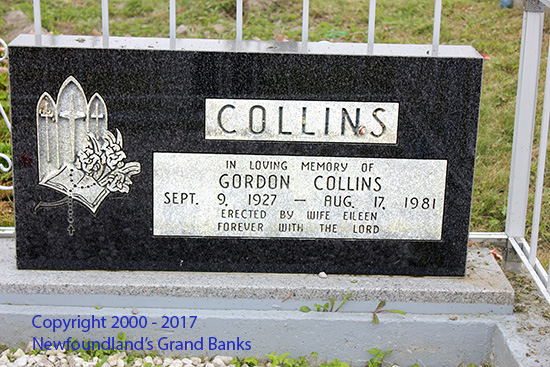 COLLINS
IN LOVING MEMORY OF
GORDON COLLINS
SEPT. 9, 1927 — AUG. 17, 1981
ERECTED BY WIFE EILEEN
FOREVER WITH THE LORD
Copyright 2000 - 2017
Newfoundland's Grand Banks